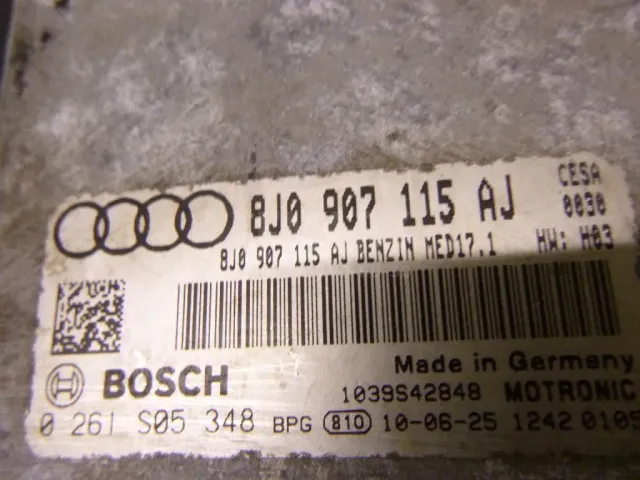 8J0 907 115 AJ CESA
0030
8J0 907 115 AJ BENZIN MED17.1 HW: H03
Made in Germany
BOSCH 1039S42848 MOTRONIC
0 261 S05 348 BPG 810 10-06-25 1242 0109